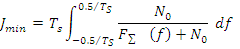 J_min = T_s ∫_{-0.5/T_S}^{0.5/T_S} N_0 / (F_Σ (f) + N_0) df